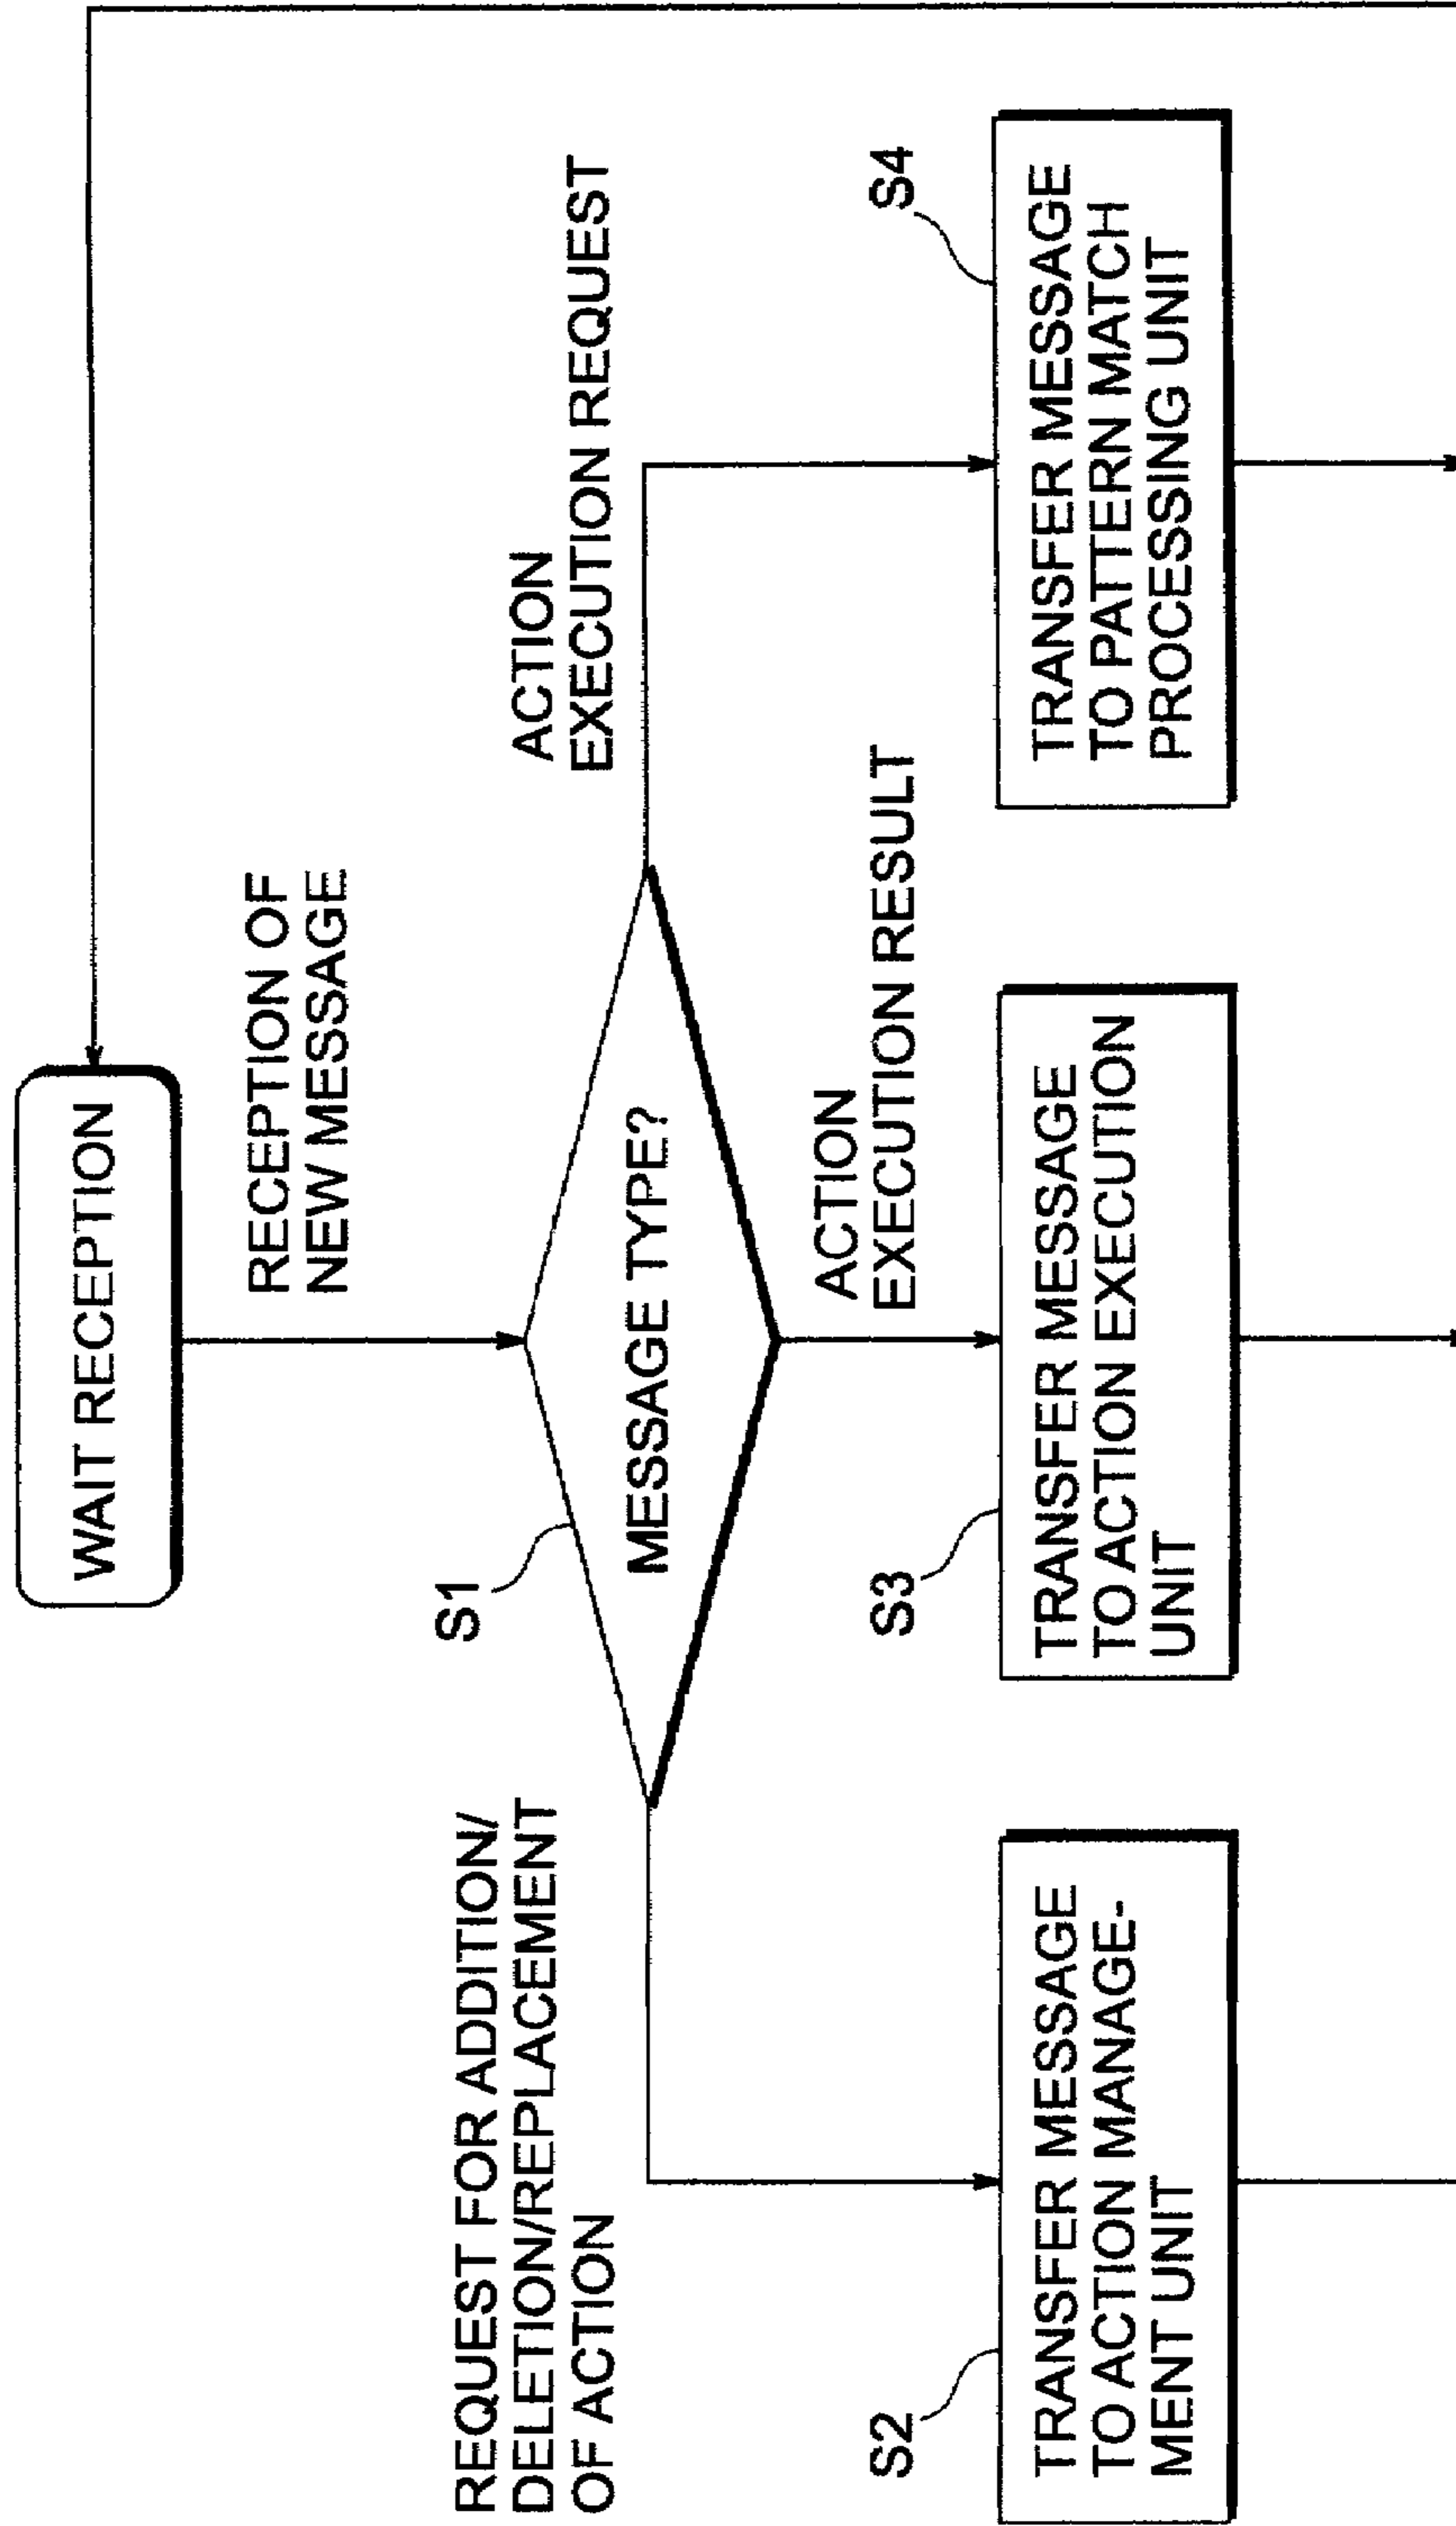 WAIT RECEPTION
RECEPTION OF
NEW MESSAGE
S1
MESSAGE TYPE?
REQUEST FOR ADDITION/
DELETION/REPLACEMENT
OF ACTION
ACTION
EXECUTION RESULT
ACTION
EXECUTION REQUEST
S2
TRANSFER MESSAGE
TO ACTION MANAGE-
MENT UNIT
S3
TRANSFER MESSAGE
TO ACTION EXECUTION
UNIT
S4
TRANSFER MESSAGE
TO PATTERN MATCH
PROCESSING UNIT